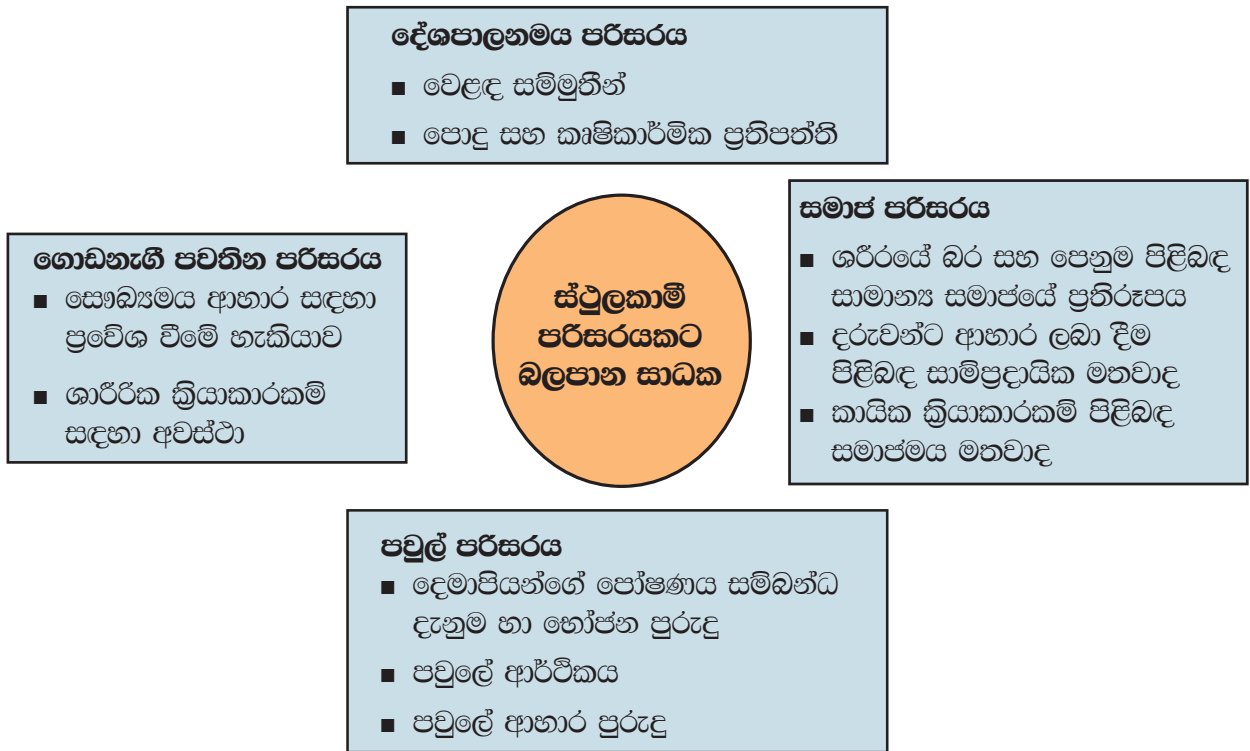 දේශපාලනමය පරිසරය
■ වෙළඳ සම්මුතීන්
■ පොදු සහ කෘෂිකාර්මික ප්‍රතිපත්ති
ගොඩනැගී පවතින පරිසරය
■ සෞඛ්‍යමය ආහාර සඳහා
ප්‍රවේශ වීමේ හැකියාව
■ ශාරීරික ක්‍රියාකාරකම්
සඳහා අවස්ථා
ස්ථූලකාමී
පරිසරයකට
බලපාන සාධක
සමාජ පරිසරය
■ ශරීරයේ බර සහ පෙනුම පිළිබඳ
සාමාන්‍ය සමාජයේ ප්‍රතිරූපය
■ දරුවන්ට ආහාර ලබා දීම
පිළිබඳ සාම්ප්‍රදායික මතවාද
■ කායික ක්‍රියාකාරකම් පිළිබඳ
සමාජමය මතවාද
පවුල් පරිසරය
■ දෙමාපියන්ගේ පෝෂණය සම්බන්ධ
දැනුම හා භෝජන පුරුදු
■ පවුලේ ආර්ථිකය
■ පවුලේ ආහාර පුරුදු